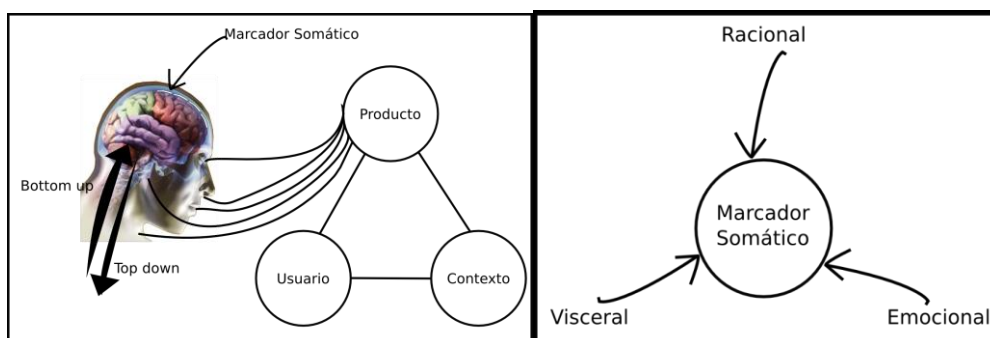 Marcador Somático
Producto
Bottom up
Top down
Usuario
Contexto
Racional
Marcador
Somático
Visceral
Emocional